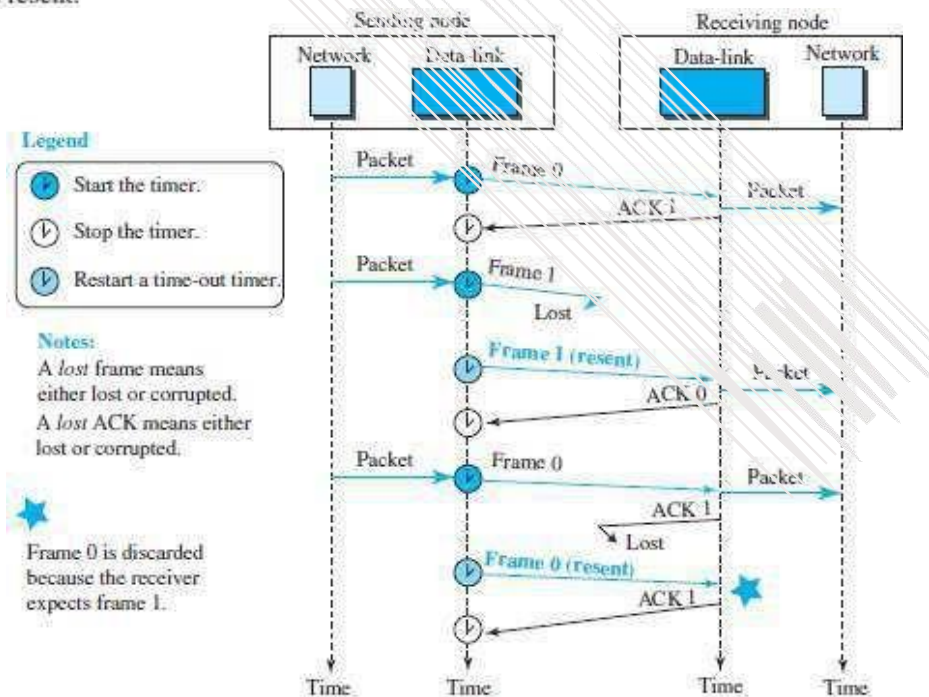 resent.
Sending node
Receiving node
Network
Data-link
Data-link
Network
Legend
Start the timer.
Stop the timer.
Restart a time-out timer.
Notes:
A lost frame means
either lost or corrupted.
A lost ACK means either
lost or corrupted.
Frame 0 is discarded
because the receiver
expects frame 1.
Packet
Frame 0
Packet
ACK 1
Packet
Frame 1
Lost
Frame 1 (resent)
Packet
ACK 0
Packet
Frame 0
Packet
ACK 1
Lost
Frame 0 (resent)
ACK 1
Time
Time
Time
Time